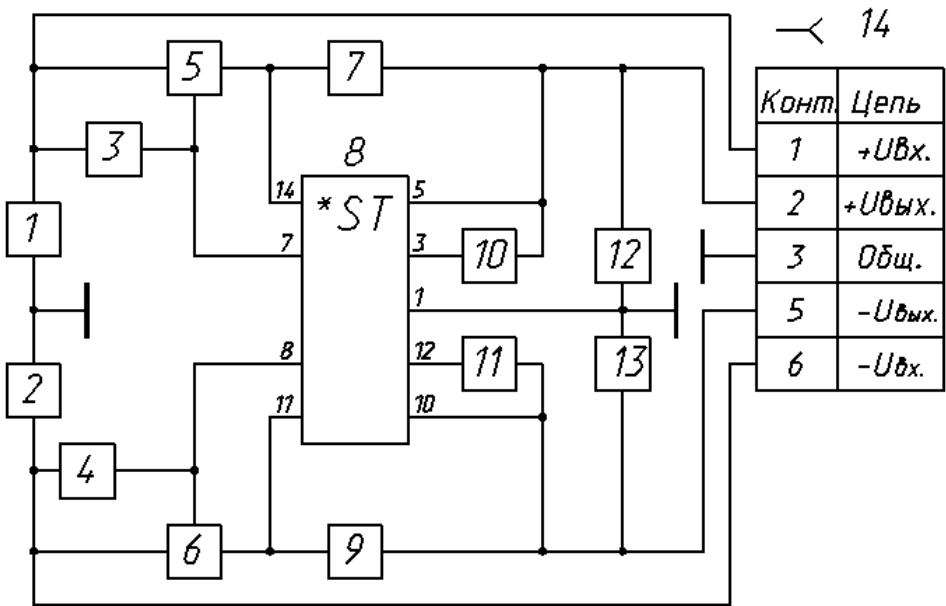 14
5 7
Конт. Цепь
3 8 1 +Uвх.
14 *ST 5 2 +Uвых.
1 7 3 10 12 3 Общ.
1 5 -Uвых.
2 8 12 11 13 6 -Uвх.
11 10
4
6 9